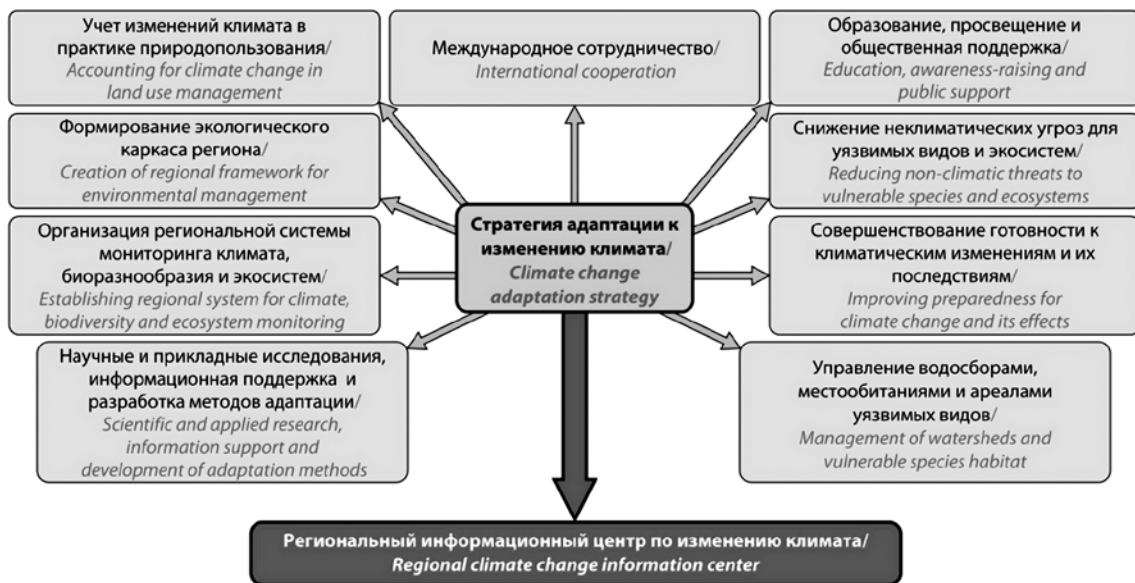 Учет изменений климата в
практике природопользования/
Accounting for climate change in
land use management
Международное сотрудничество/
International cooperation
Образование, просвещение и
общественная поддержка/
Education, awareness-raising and
public support
Формирование экологического
каркаса региона/
Creation of regional framework for
environmental management
Снижение неклиматических угроз для
уязвимых видов и экосистем/
Reducing non-climatic threats to
vulnerable species and ecosystems
Стратегия адаптации к
изменению климата/
Climate change
adaptation strategy
Организация региональной системы
мониторинга климата,
биоразнообразия и экосистем/
Establishing regional system for climate,
biodiversity and ecosystem monitoring
Совершенствование готовности к
климатическим изменениям и их
последствиям/
Improving preparedness for
climate change and its effects
Научные и прикладные исследования,
информационная поддержка и
разработка методов адаптации/
Scientific and applied research,
information support and
development of adaptation methods
Управление водосборами,
местообитаниями и ареалами
уязвимых видов/
Management of watersheds and
vulnerable species habitat
Региональный информационный центр по изменению климата/
Regional climate change information center